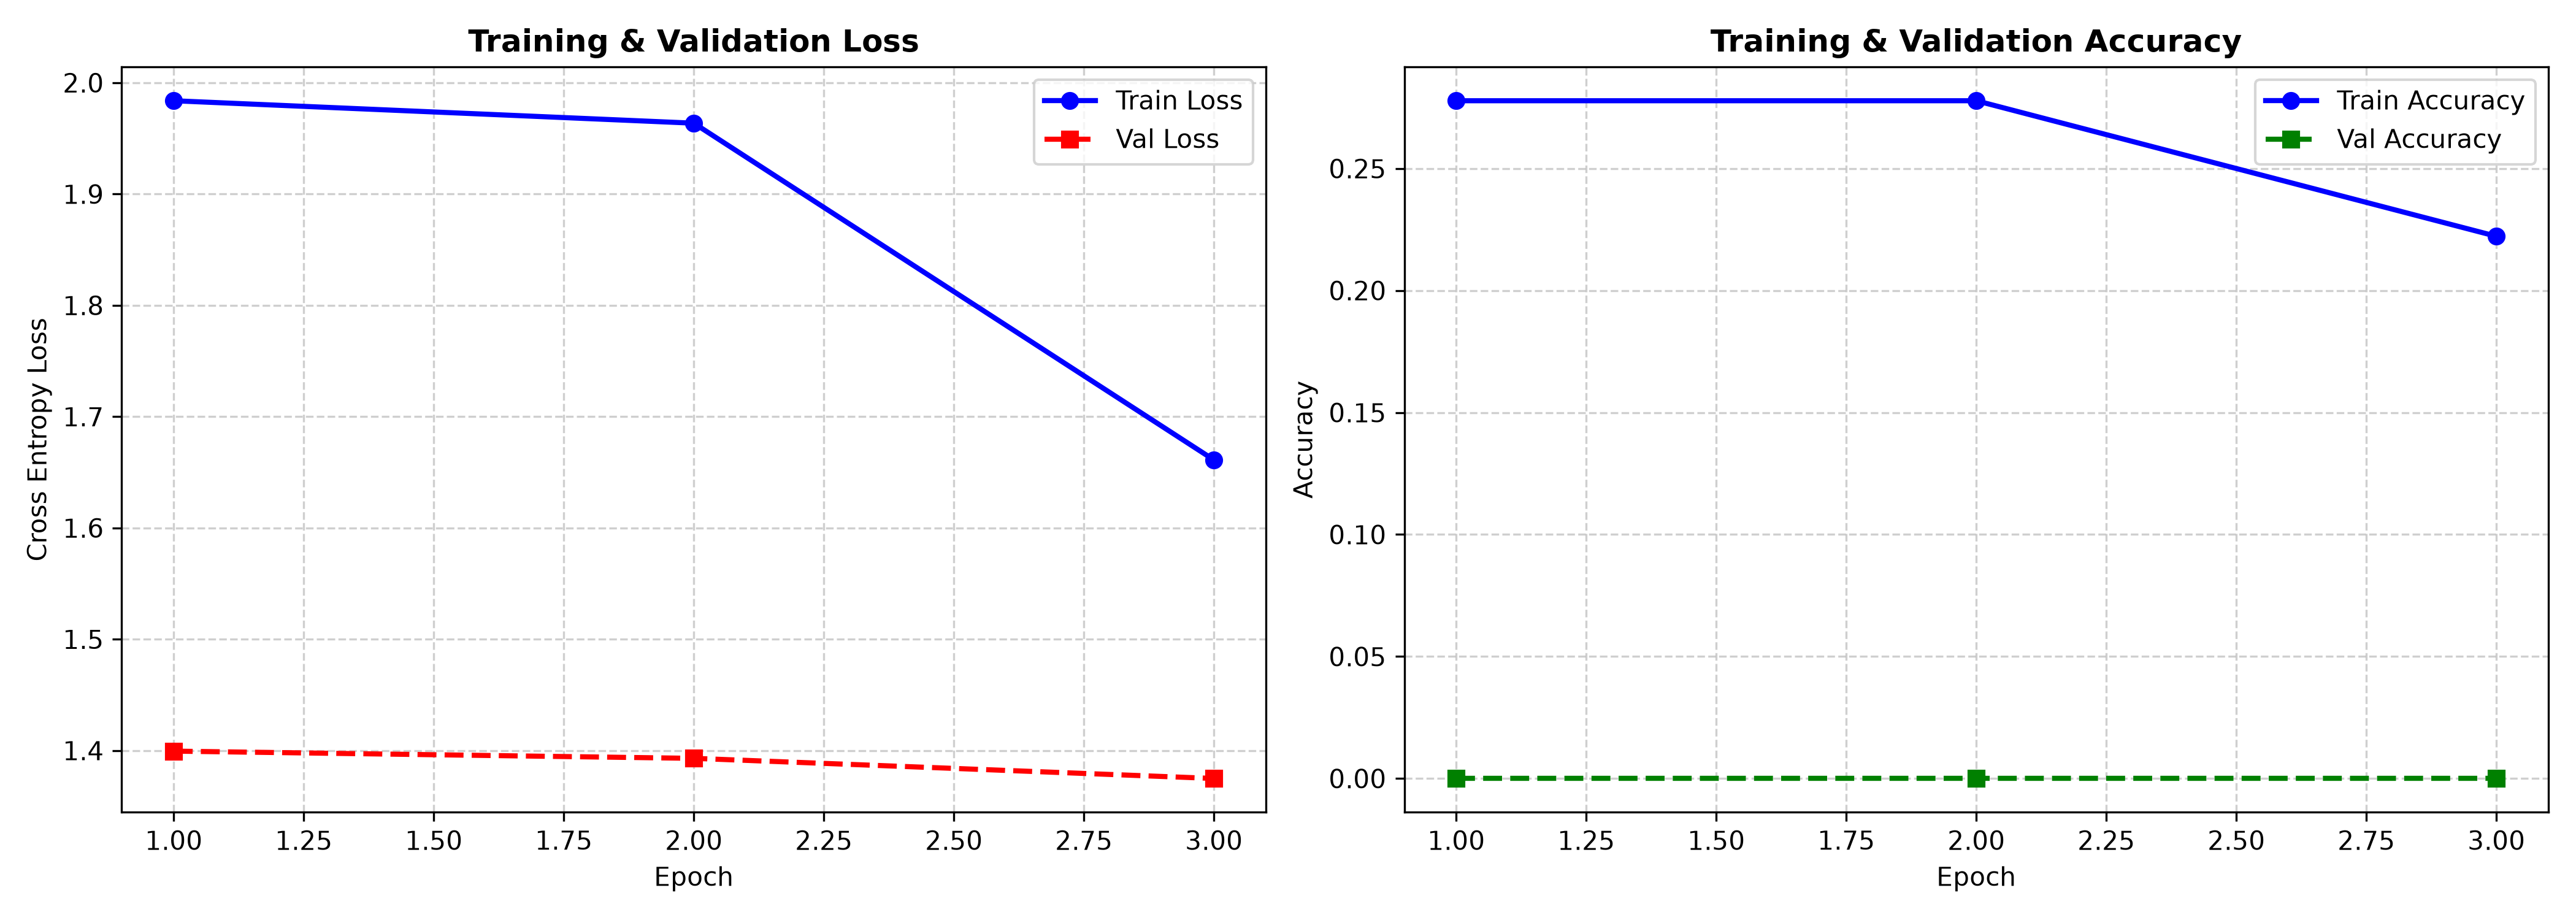 Training & Validation Loss
Train Loss
Val Loss
Cross Entropy Loss
2.0
1.9
1.8
1.7
1.6
1.5
1.4
1.00 1.25 1.50 1.75 2.00 2.25 2.50 2.75 3.00
Epoch
Training & Validation Accuracy
Train Accuracy
Val Accuracy
Accuracy
0.25
0.20
0.15
0.10
0.05
0.00
1.00 1.25 1.50 1.75 2.00 2.25 2.50 2.75 3.00
Epoch